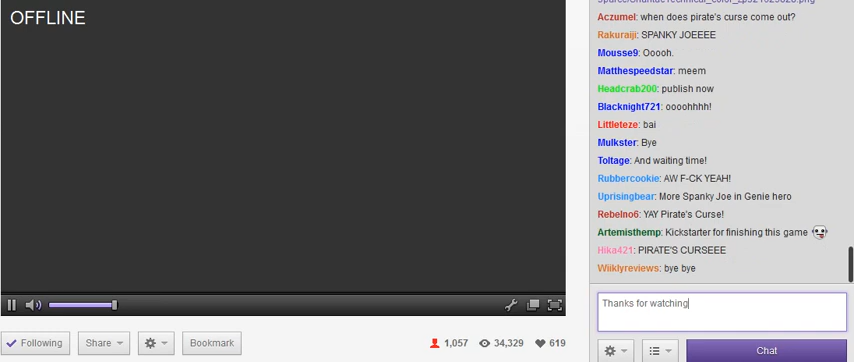 OFFLINE
Aczumel: when does pirate's curse come out?
Rakuraiji: SPANKY JOEEEE
Mousse9: Ooooh.
Matthespeedstar: meem
Headcrab200: publish now
Blacknight721: oooohhhh!
Littleteze: bai
Mulkster: Bye
Toltage: And waiting time!
Rubbercookie: AW F-CK YEAH!
Uprisingbear: More Spanky Joe in Genie hero
Rebelno6: YAY Pirate's Curse!
Artemisthemp: Kickstarter for finishing this game
Hika421: PIRATE'S CURSEEE
Wiiklyreviews: bye bye
Thanks for watching
Following
Share
Bookmark
1,057
34,329
619
Chat